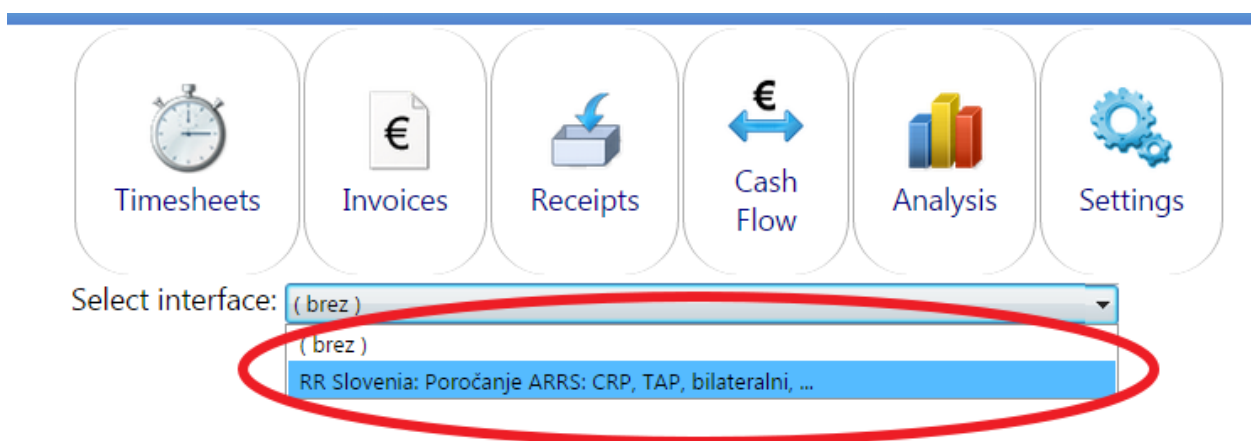 €
€
Timesheets
Invoices
Receipts
Cash
Flow
Analysis
Settings
Select interface: ( brez )
( brez )
RR Slovenia: Poročanje ARRS: CRP, TAP, bilateralni, ...